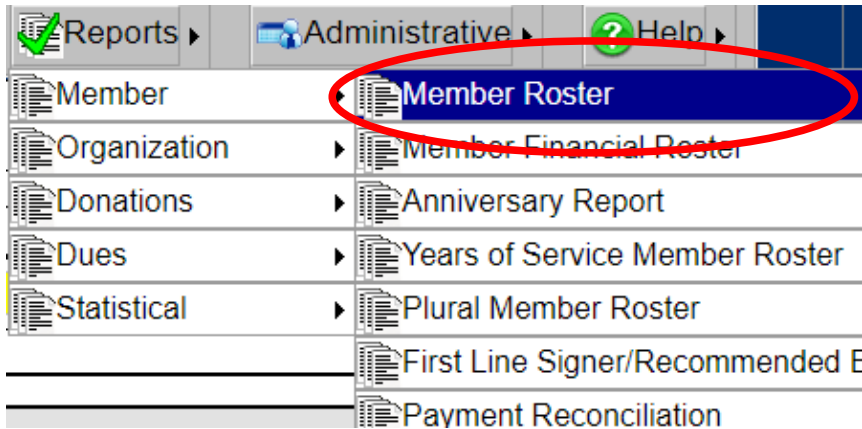 Reports Administrative Help
Member Member Roster
Organization Member Financial Roster
Donations Anniversary Report
Dues Years of Service Member Roster
Statistical Plural Member Roster
First Line Signer/Recommended
Payment Reconciliation